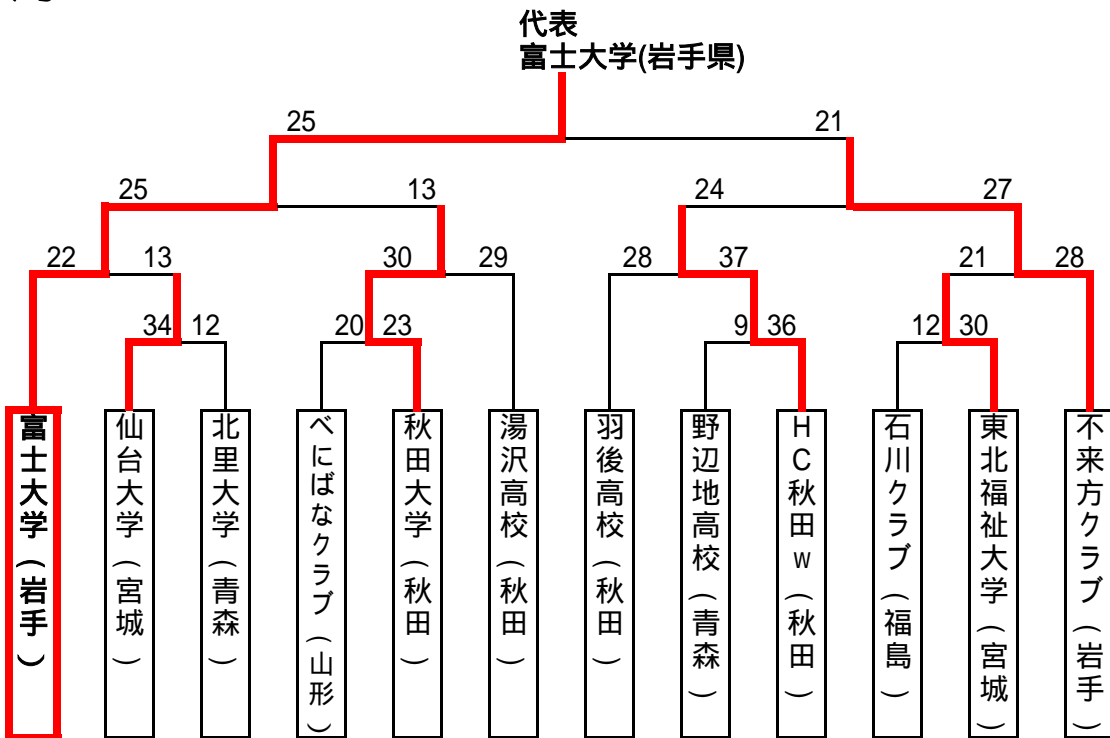 代表
富士大学(岩手県)
25 21
25 13 24 27
22 13 30 29 28 37 21 28
34 12 20 23 9 36 12 30
富士大学(岩手)
仙台大学(宮城)
北里大学(青森)
べにばなクラブ(山形)
秋田大学(秋田)
湯沢高校(秋田)
羽後高校(秋田)
野辺地高校(青森)
HC秋田w(秋田)
石川クラブ(福島)
東北福祉大学(宮城)
不来方クラブ(岩手)